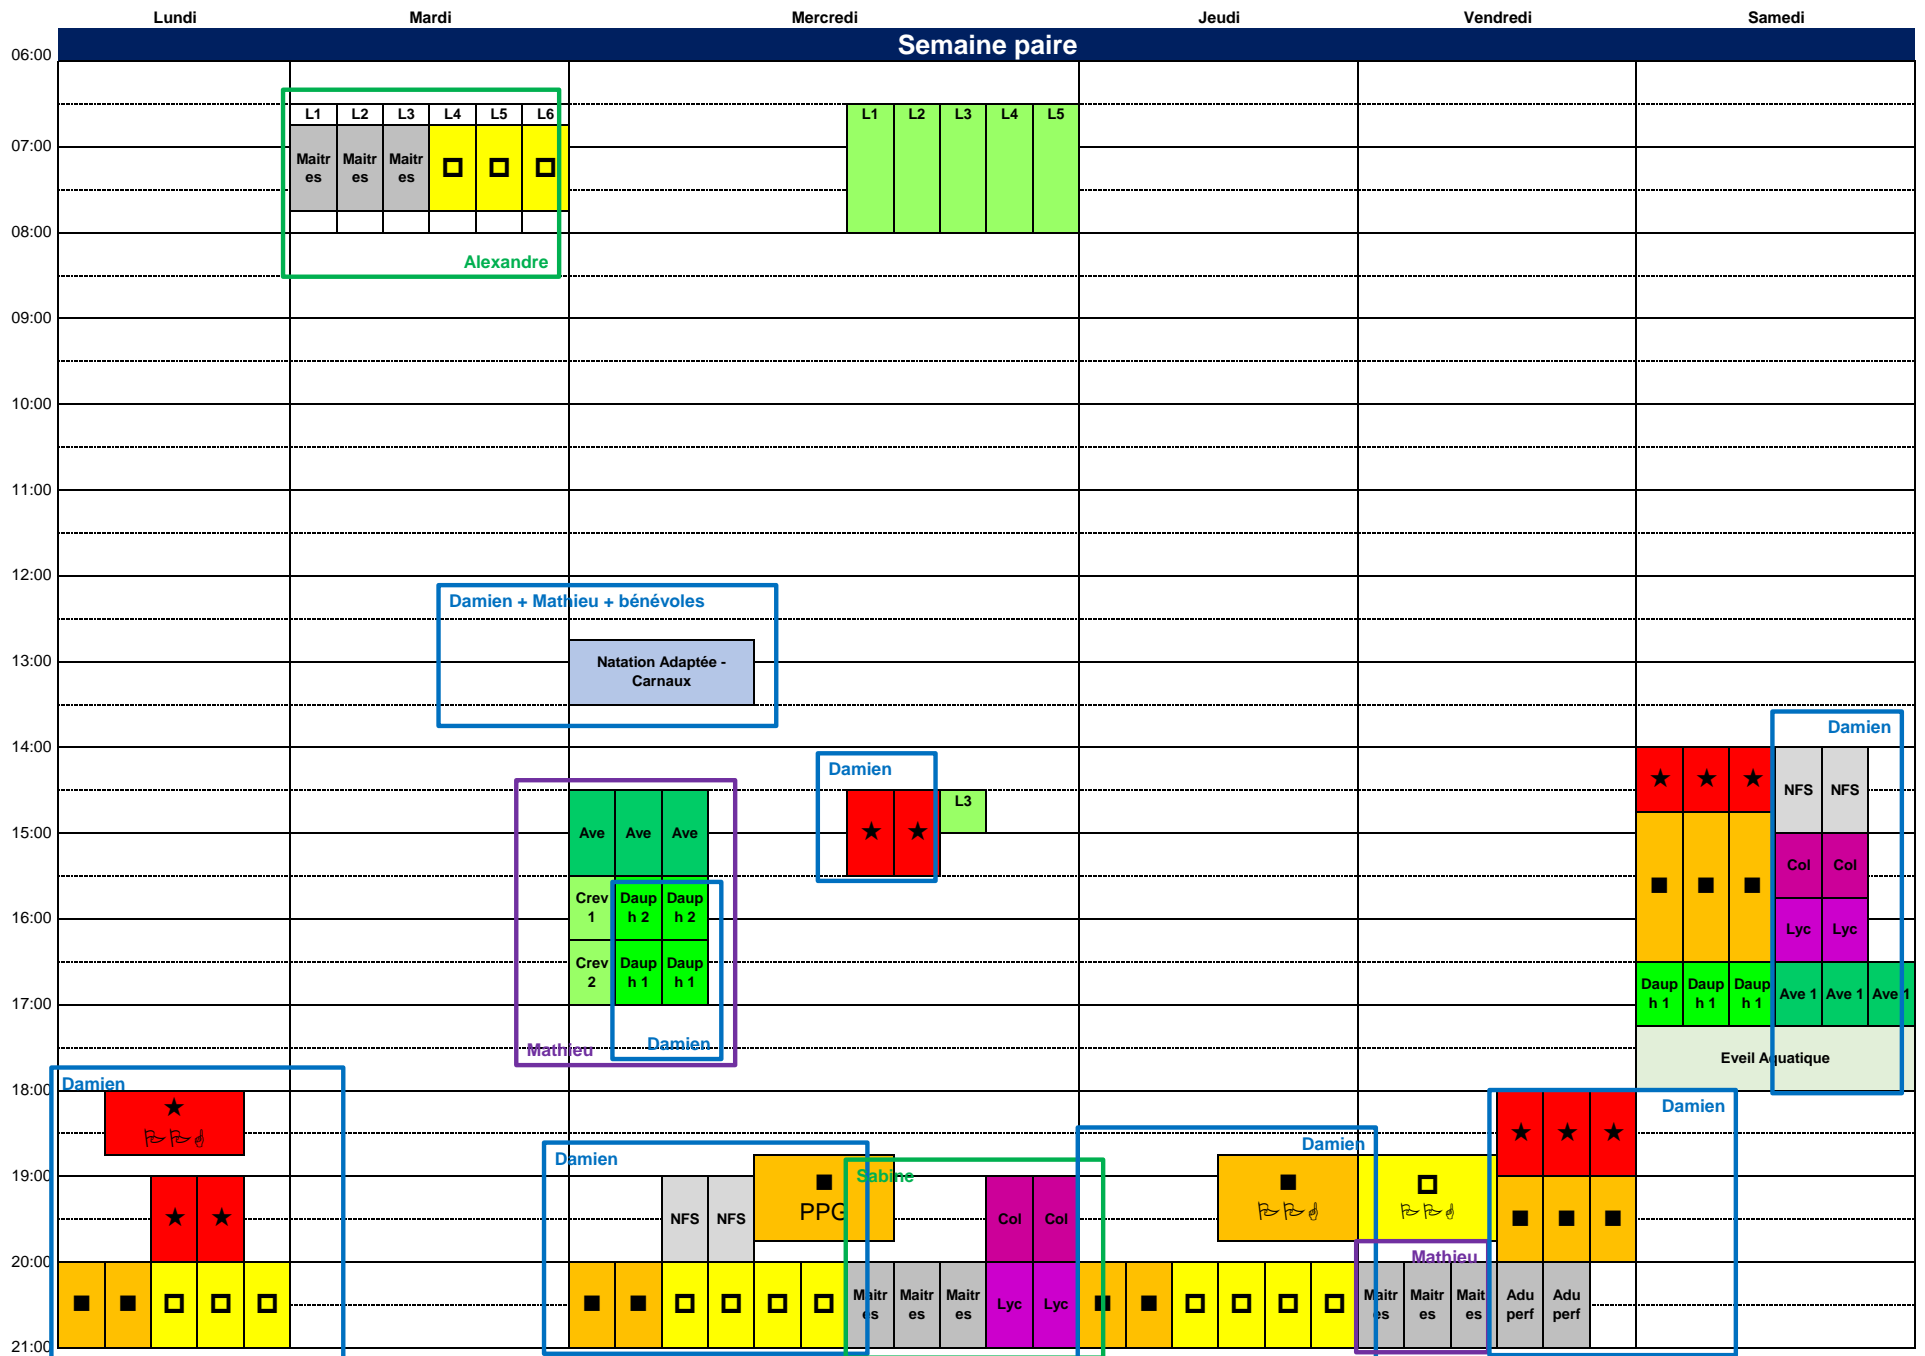 Lundi Mardi Mercredi Jeudi Vendredi Samedi
Semaine paire
06:00
L1 L2 L3 L4 L5 L6 L1 L2 L3 L4 L5
07:00
Maitr Maitr Maitr
es es es
08:00
Alexandre
09:00
10:00
11:00
12:00
Damien + Mathieu + bénévoles
13:00
Natation Adaptée -
Carnaux
Damien
14:00
Damien
★ ★ ★ NFS NFS
L3
15:00
Ave Ave Ave ★ ★
Col Col
Crev Daup Daup
1 h 2 h 2
■ ■ ■
16:00
Lyc Lyc
Crev Daup Daup
2 h 1 h 1
Daup Daup Daup
h 1 h 1 h 1
Ave 1 Ave 1 Ave 1
17:00
Mathieu Damien
Eveil Aquatique
18:00
Damien
★
Damien
★ ★ ★
Damien
Damien
19:00
Sabine
■ ■
PPG
★ ★ NFS NFS Col Col ■ ■ ■
20:00
Mathieu
■ ■ ■ ■ Maitr Maitr Maitr Lyc Lyc ■ ■ Maitr Maitr Mait Adu Adu
es es es es es es perf perf
21:00